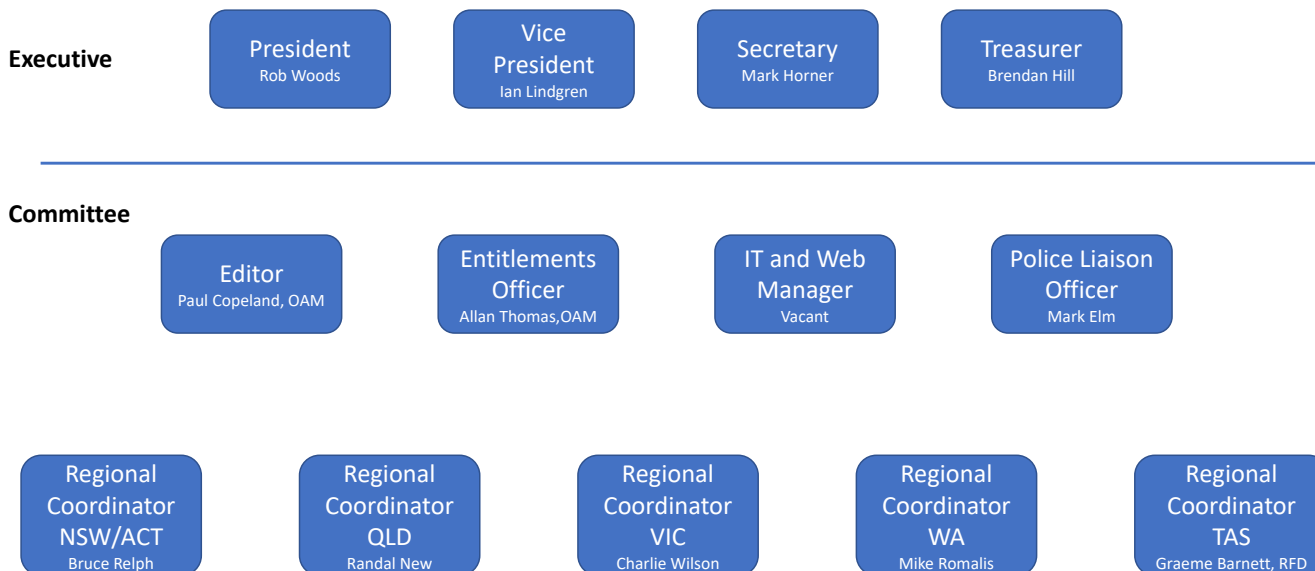 Executive
President
Rob Woods
Vice
President
Ian Lindgren
Secretary
Mark Horner
Treasurer
Brendan Hill
Committee
Editor
Paul Copeland, OAM
Entitlements
Officer
Allan Thomas,OAM
IT and Web
Manager
Vacant
Police Liaison
Officer
Mark Elm
Regional
Coordinator
NSW/ACT
Bruce Relph
Regional
Coordinator
QLD
Randal New
Regional
Coordinator
VIC
Charlie Wilson
Regional
Coordinator
WA
Mike Romalis
Regional
Coordinator
TAS
Graeme Barnett, RFD